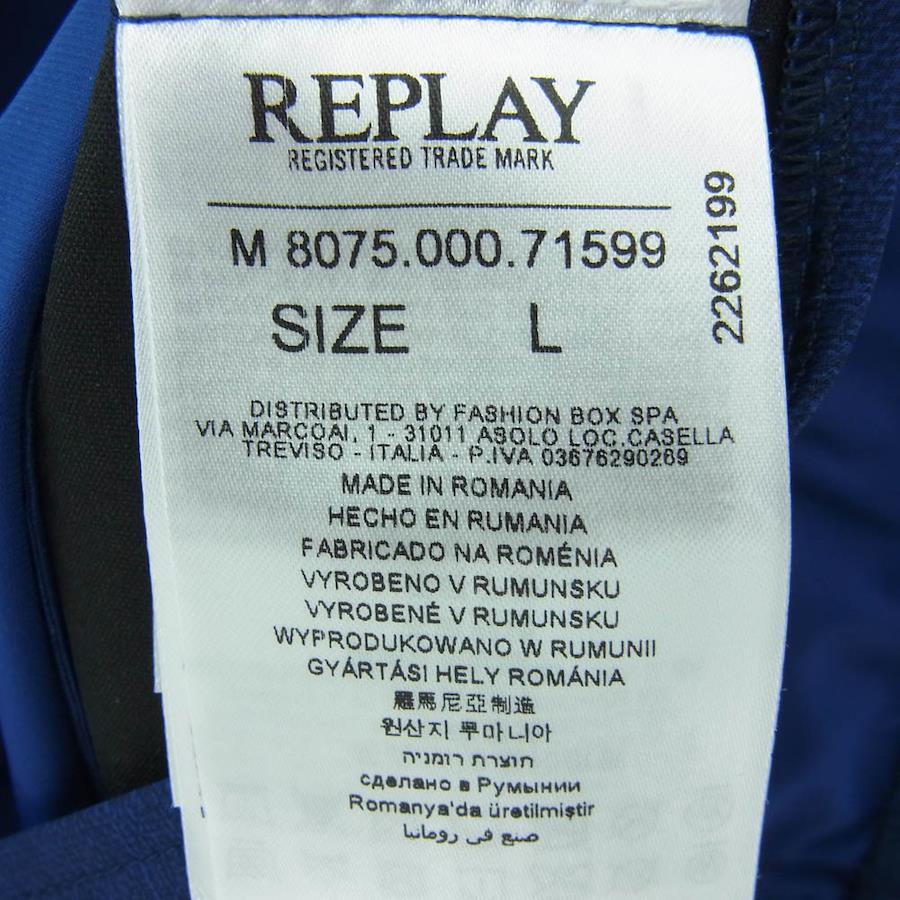 REPLAY
REGISTERED TRADE MARK
M 8075.000.71599
2262199
SIZE L
DISTRIBUTED BY FASHION BOX SPA
VIA MARCOAI, 1 - 31011 ASOLO LOC.CASELLA
TREVISO - ITALIA - P.IVA 03676290269
MADE IN ROMANIA
HECHO EN RUMANIA
FABRICADO NA ROMÉNIA
VYROBENO V RUMUNSKU
VYROBENÉ V RUMUNSKU
WYPRODUKOWANO W RUMUNII
GYÁRTÁSI HELY ROMÁNIA
羅馬尼亞制造
원산지 루마니아
תוצרת רומניה
сделано в Румынии
Romanya'da üretilmiştir
صنع في رومانيا